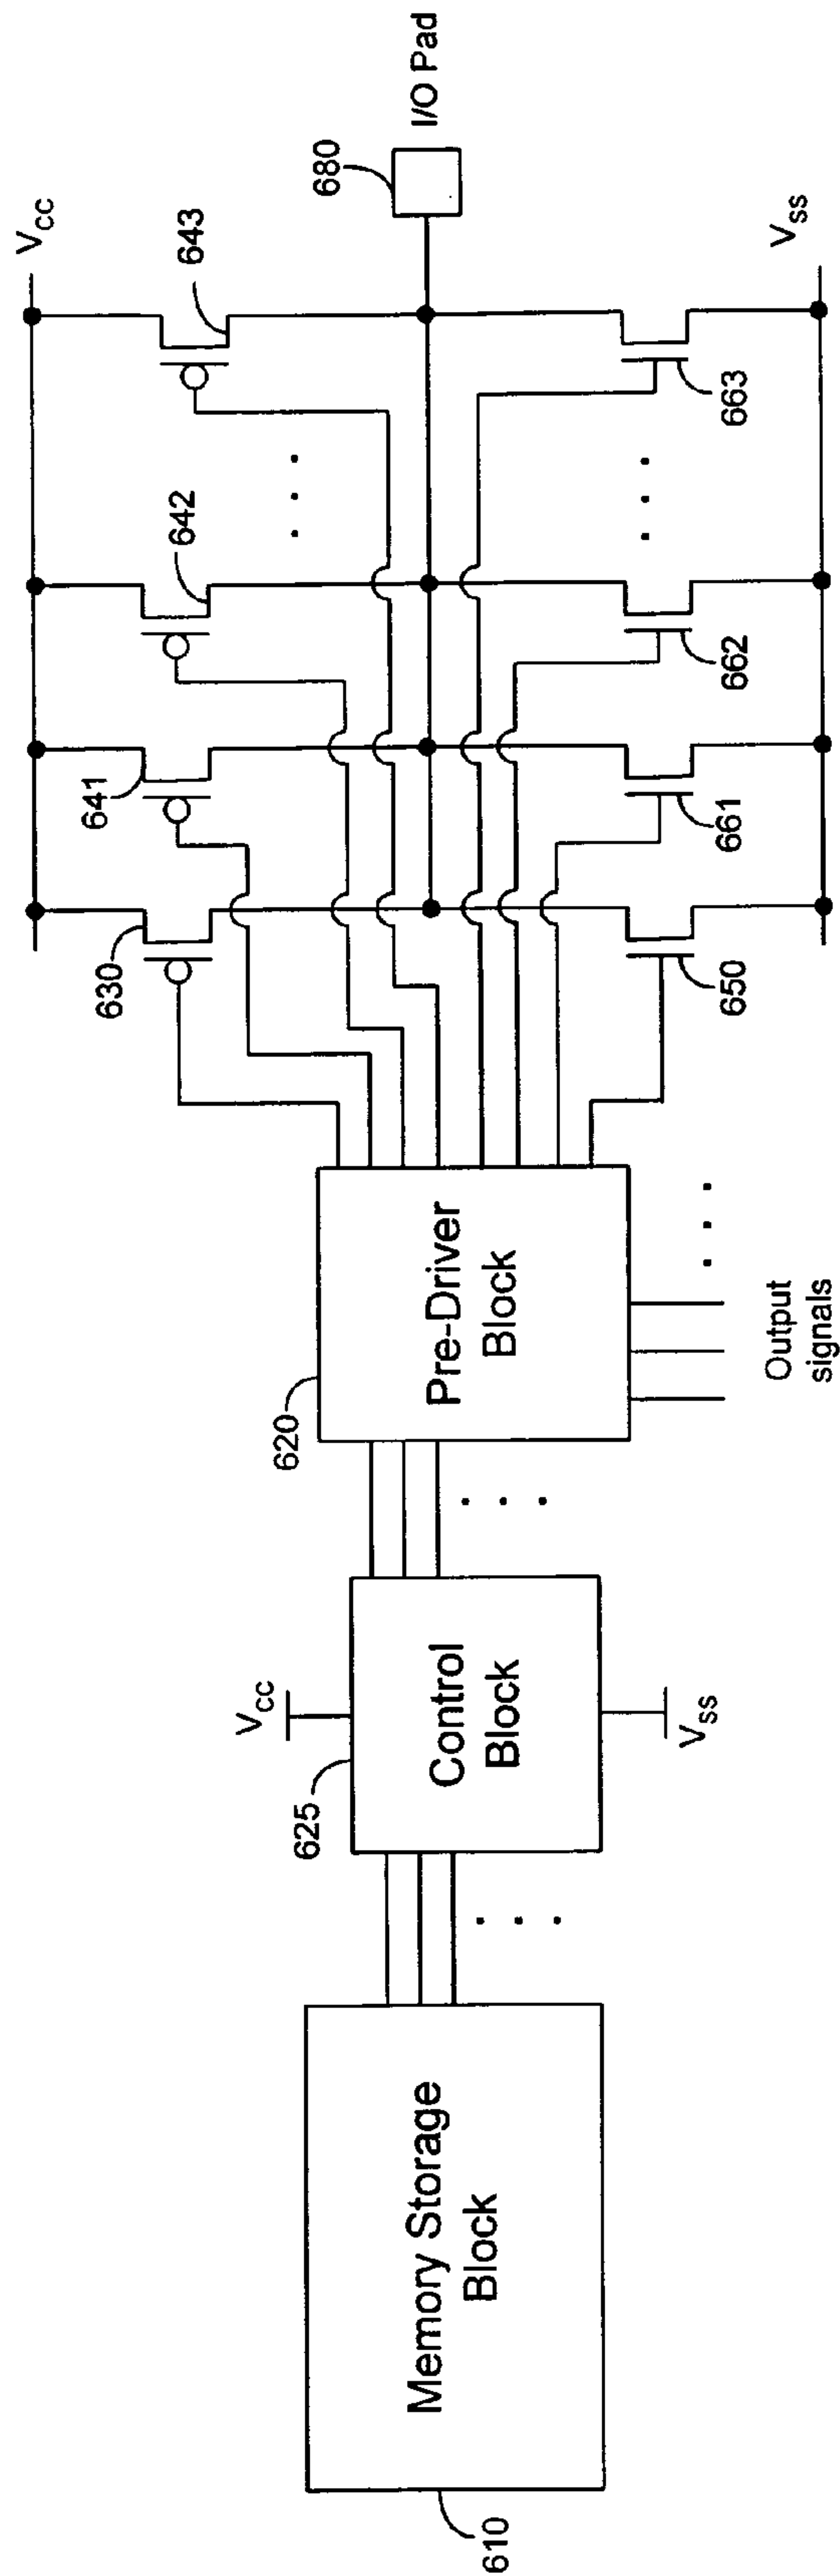 610
Memory Storage
Block
. . .
625
Vcc
Control
Block
Vss
. . .
620
Pre-Driver
Block
Output
signals
. . .
630
641
642
643
. . .
Vcc
650
661
662
663
. . .
Vss
680
I/O Pad